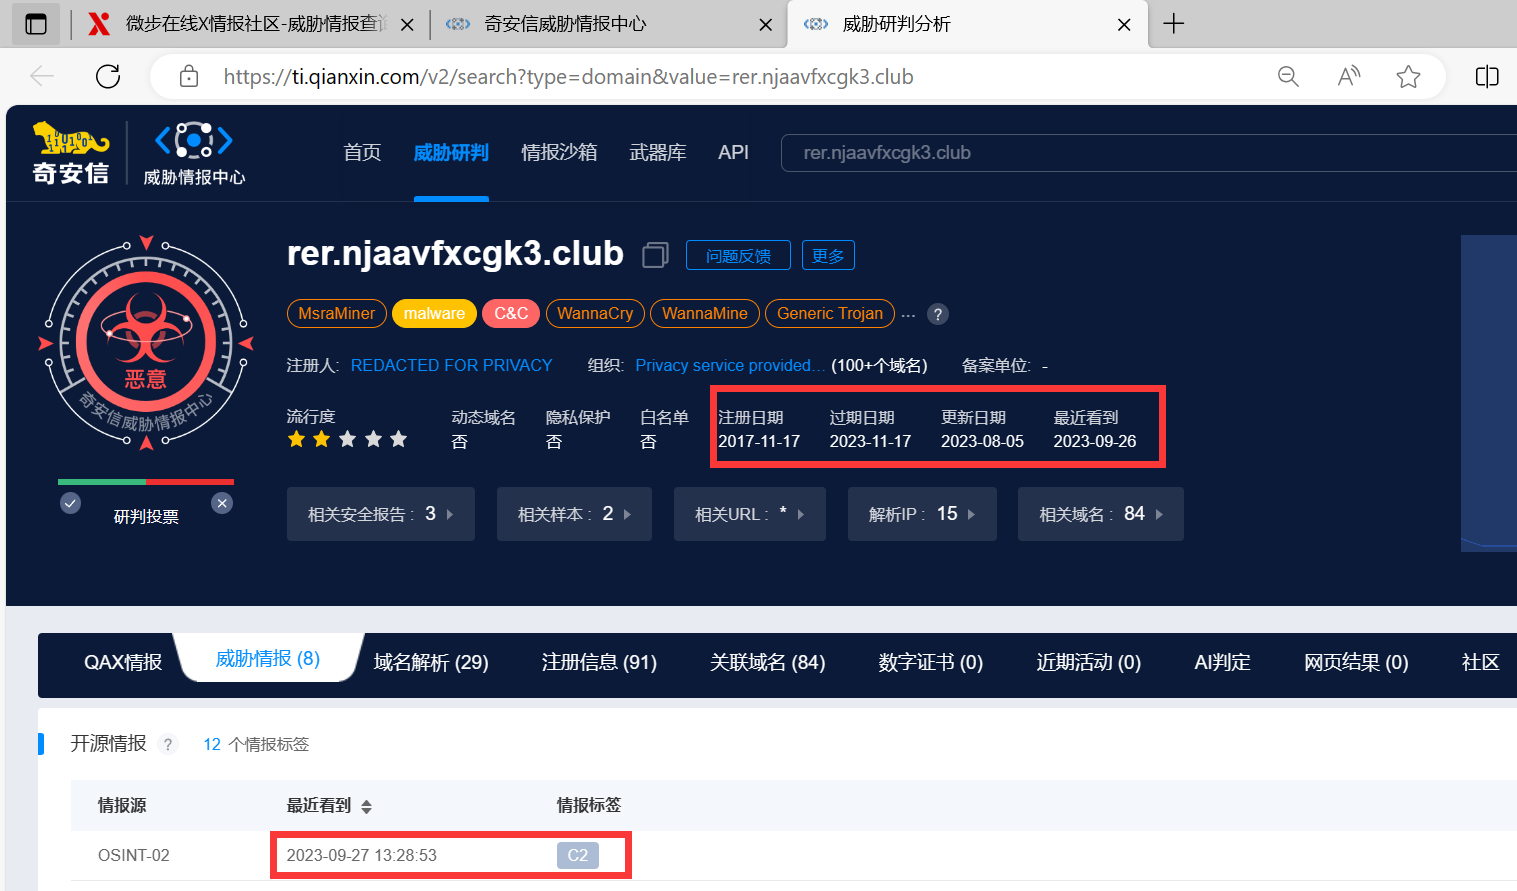 微步在线X情报社区-威胁情报查询
奇安信威胁情报中心
威胁研判分析
https://ti.qianxin.com/v2/search?type=domain&value=rer.njaavfxcgk3.club
奇安信
威胁情报中心
首页
威胁研判
情报沙箱
武器库
API
rer.njaavfxcgk3.club
rer.njaavfxcgk3.club
问题反馈
更多
MsraMiner
malware
C&C
WannaCry
WannaMine
Generic Trojan
...
?
注册人: REDACTED FOR PRIVACY
组织: Privacy service provided... (100+个域名)
备案单位: -
恶意
奇安信威胁情报中心
流行度
动态域名
否
隐私保护
否
白名单
否
注册日期
2017-11-17
过期日期
2023-11-17
更新日期
2023-08-05
最近看到
2023-09-26
研判投票
相关安全报告: 3
相关样本: 2
相关URL: *
解析IP: 15
相关域名: 84
QAX情报
威胁情报 (8)
域名解析 (29)
注册信息 (91)
关联域名 (84)
数字证书 (0)
近期活动 (0)
AI判定
网页结果 (0)
社区
开源情报 ? 12 个情报标签
情报源
最近看到
情报标签
OSINT-02
2023-09-27 13:28:53
C2